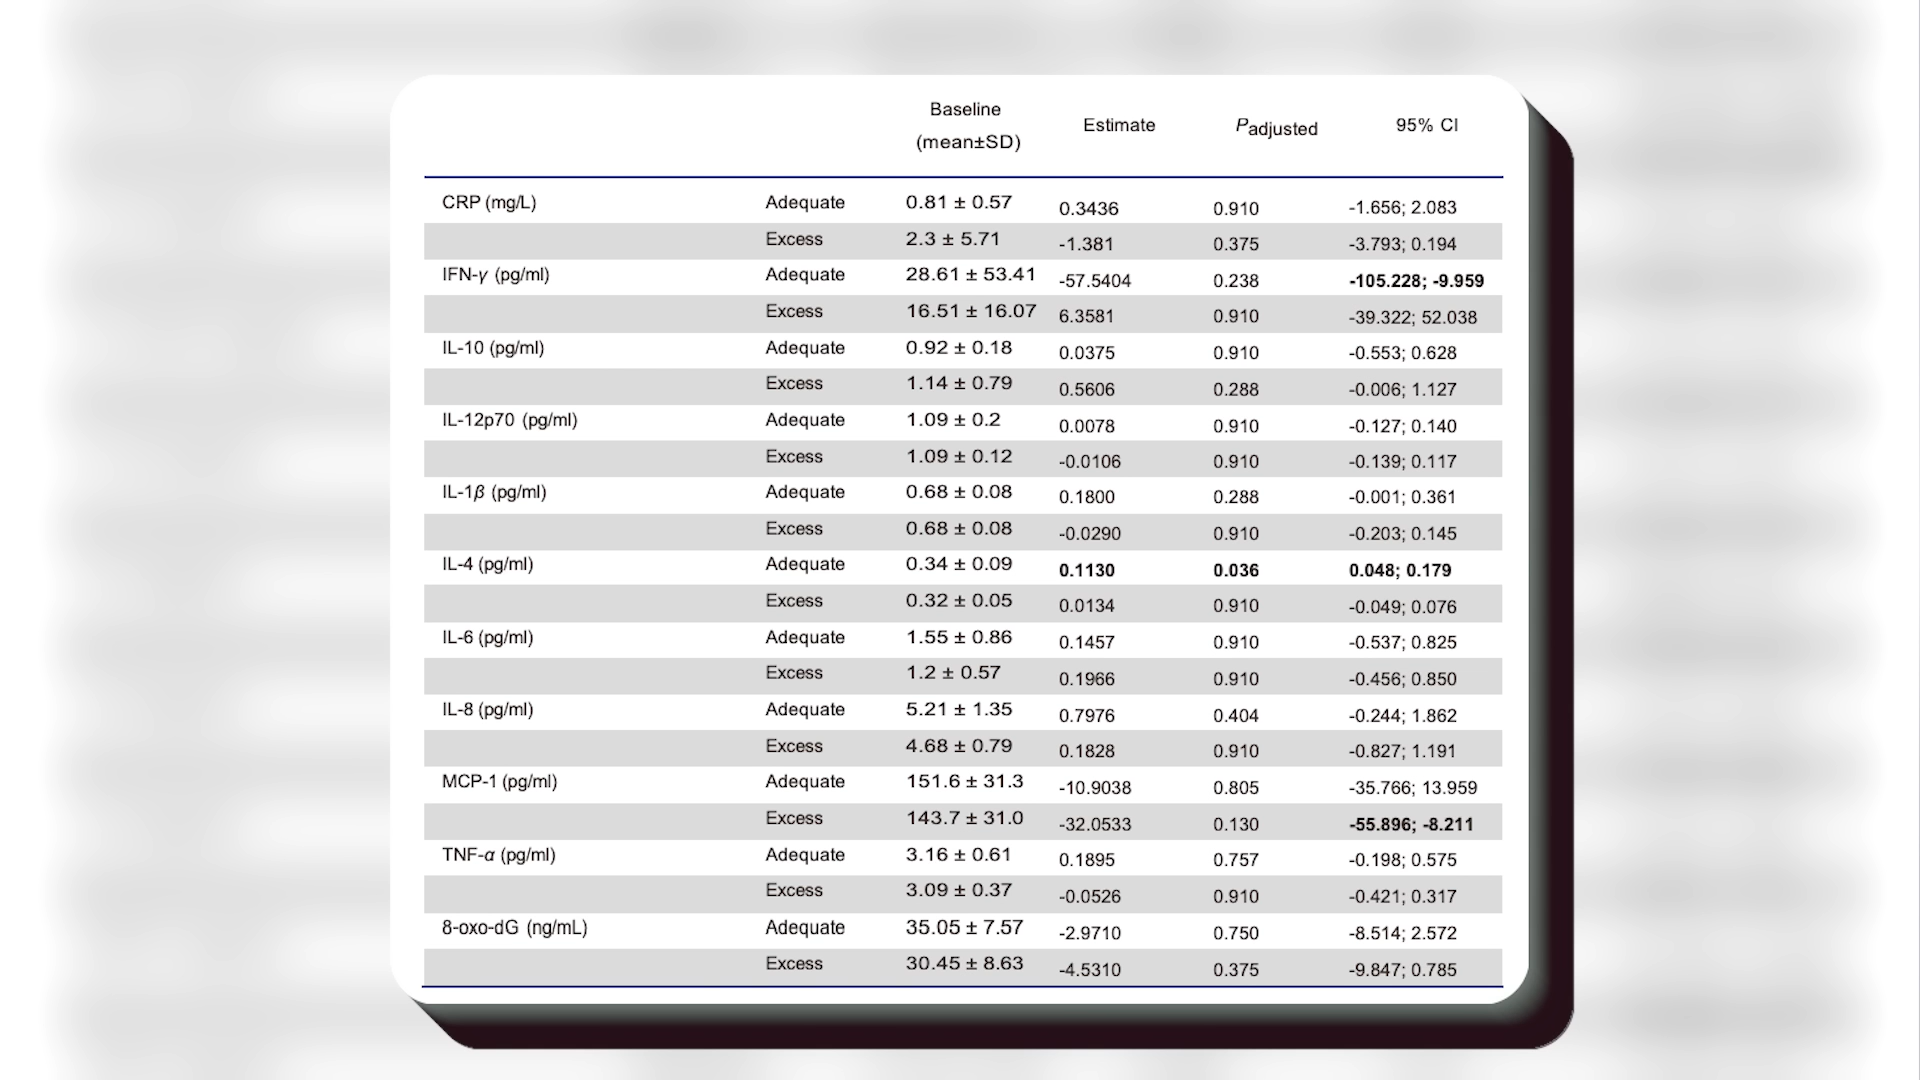 Baseline (mean±SD) Estimate Padjusted 95% CI
CRP (mg/L) Adequate 0.81 ± 0.57 0.3436 0.910 -1.656; 2.083
Excess 2.3 ± 5.71 -1.381 0.375 -3.793; 0.194
IFN-γ (pg/ml) Adequate 28.61 ± 53.41 -57.5404 0.238 -105.228; -9.959
Excess 16.51 ± 16.07 6.3581 0.910 -39.322; 52.038
IL-10 (pg/ml) Adequate 0.92 ± 0.18 0.0375 0.910 -0.553; 0.628
Excess 1.14 ± 0.79 0.5606 0.288 -0.006; 1.127
IL-12p70 (pg/ml) Adequate 1.09 ± 0.2 0.0078 0.910 -0.127; 0.140
Excess 1.09 ± 0.12 -0.0106 0.910 -0.139; 0.117
IL-1β (pg/ml) Adequate 0.68 ± 0.08 0.1800 0.288 -0.001; 0.361
Excess 0.68 ± 0.08 -0.0290 0.910 -0.203; 0.145
IL-4 (pg/ml) Adequate 0.34 ± 0.09 0.1130 0.036 0.048; 0.179
Excess 0.32 ± 0.05 0.0134 0.910 -0.049; 0.076
IL-6 (pg/ml) Adequate 1.55 ± 0.86 0.1457 0.910 -0.537; 0.825
Excess 1.2 ± 0.57 0.1966 0.910 -0.456; 0.850
IL-8 (pg/ml) Adequate 5.21 ± 1.35 0.7976 0.404 -0.244; 1.862
Excess 4.68 ± 0.79 0.1828 0.910 -0.827; 1.191
MCP-1 (pg/ml) Adequate 151.6 ± 31.3 -10.9038 0.805 -35.766; 13.959
Excess 143.7 ± 31.0 -32.0533 0.130 -55.896; -8.211
TNF-α (pg/ml) Adequate 3.16 ± 0.61 0.1895 0.757 -0.198; 0.575
Excess 3.09 ± 0.37 -0.0526 0.910 -0.421; 0.317
8-oxo-dG (ng/mL) Adequate 35.05 ± 7.57 -2.9710 0.750 -8.514; 2.572
Excess 30.45 ± 8.63 -4.5310 0.375 -9.847; 0.785